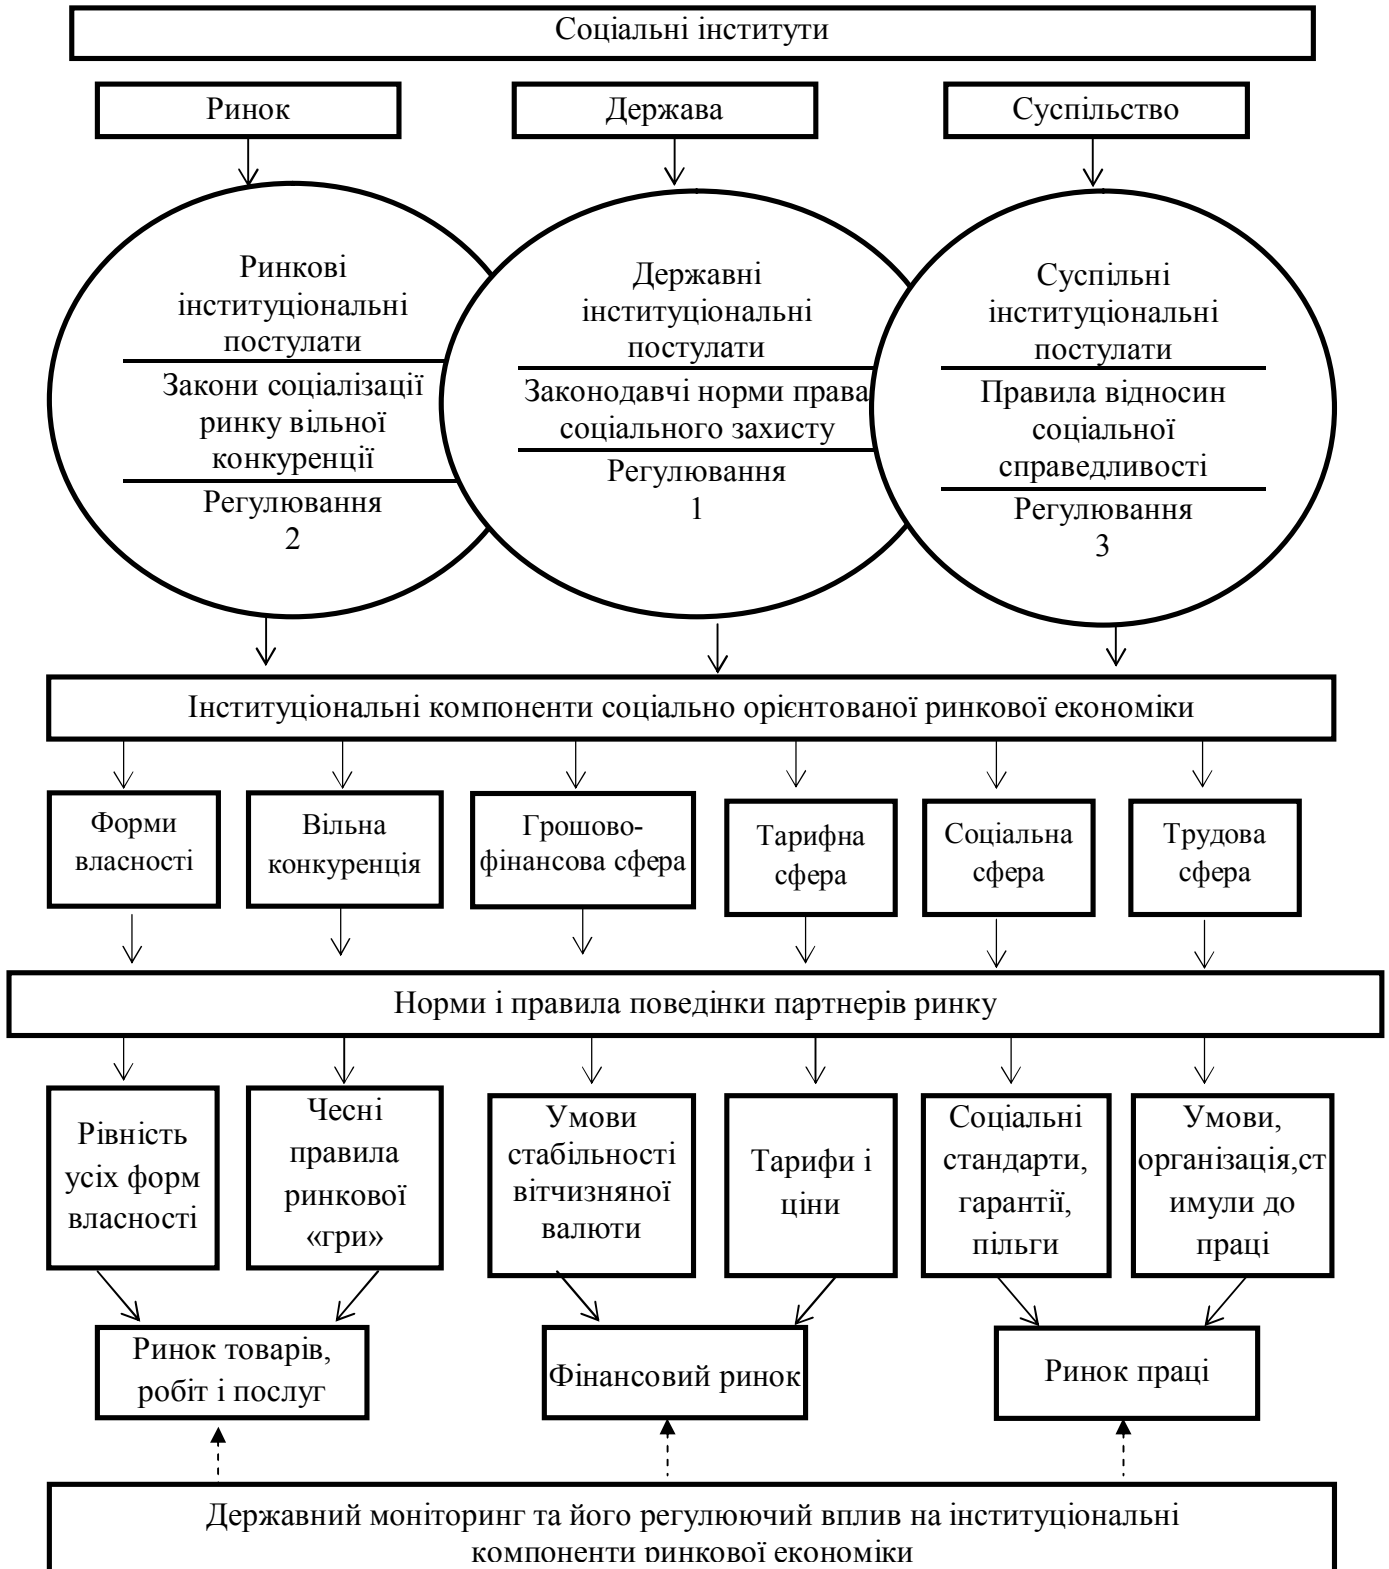 Соціальні інститути
Ринок
Держава
Суспільство
Ринкові
інституціональні
постулати
Закони соціалізації
ринку вільної
конкуренції
Регулювання
2
Державні
інституціональні
постулати
Законодавчі норми права
соціального захисту
Регулювання
1
Суспільні
інституціональні
постулати
Правила відносин
соціальної
справедливості
Регулювання
3
Інституціональні компоненти соціально орієнтованої ринкової економіки
Форми
власності
Вільна
конкуренція
Грошово-
фінансова сфера
Тарифна
сфера
Соціальна
сфера
Трудова
сфера
Норми і правила поведінки партнерів ринку
Рівність
усіх форм
власності
Чесні
правила
ринкової
«гри»
Умови
стабільності
вітчизняної
валюти
Тарифи і
ціни
Соціальні
стандарти,
гарантії,
пільги
Умови,
організація,ст
имули до
праці
Ринок товарів,
робіт і послуг
Фінансовий ринок
Ринок праці
Державний моніторинг та його регулюючий вплив на інституціональні
компоненти ринкової економіки